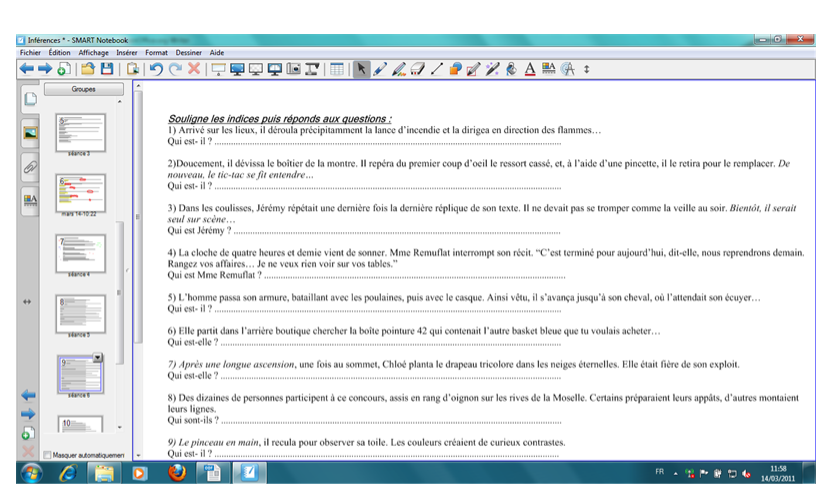 Inférences * - SMART Notebook
Fichier Édition Affichage Insérer Format Dessiner Aide
Groupes
séance 3
mars 14-10:22
séance 4
séance 5
séance 6
Masquer automatiquemen
Souligne les indices puis réponds aux questions :
1) Arrivé sur les lieux, il déroula précipitamment la lance d’incendie et la dirigea en direction des flammes…
Qui est- il ? ....................
2)Doucement, il dévissa le boîtier de la montre. Il repéra du premier coup d'oeil le ressort cassé, et, à l’aide d’une pincette, il le retira pour le remplacer. De
nouveau, le tic-tac se fit entendre…
Qui est- il ? ....................
3) Dans les coulisses, Jérémy répétait une dernière fois la dernière réplique de son texte. Il ne devait pas se tromper comme la veille au soir. Bientôt, il serait
seul sur scène…
Qui est Jérémy ? ....................
4) La cloche de quatre heures et demie vient de sonner. Mme Remuflat interrompt son récit. “C’est terminé pour aujourd’hui, dit-elle, nous reprendrons demain.
Rangez vos affaires… Je ne veux rien voir sur vos tables.”
Qui est Mme Remuflat ? ....................
5) L’homme passa son armure, bataillant avec les poulaines, puis avec le casque. Ainsi vêtu, il s’avança jusqu’à son cheval, où l’attendait son écuyer…
Qui est- il ? ....................
6) Elle partit dans l’arrière boutique chercher la boîte pointure 42 qui contenait l’autre basket bleue que tu voulais acheter…
Qui est-elle ? ....................
7) Après une longue ascension, une fois au sommet, Chloé planta le drapeau tricolore dans les neiges éternelles. Elle était fière de son exploit.
Qui est-elle ? ....................
8) Des dizaines de personnes participent à ce concours, assis en rang d’oignon sur les rives de la Moselle. Certains préparaient leurs appâts, d’autres montaient
leurs lignes.
Qui sont-ils ? ....................
9) Le pinceau en main, il recula pour observer sa toile. Les couleurs créaient de curieux contrastes.
Qui est- il ? ....................
FR
11:58
14/03/2011